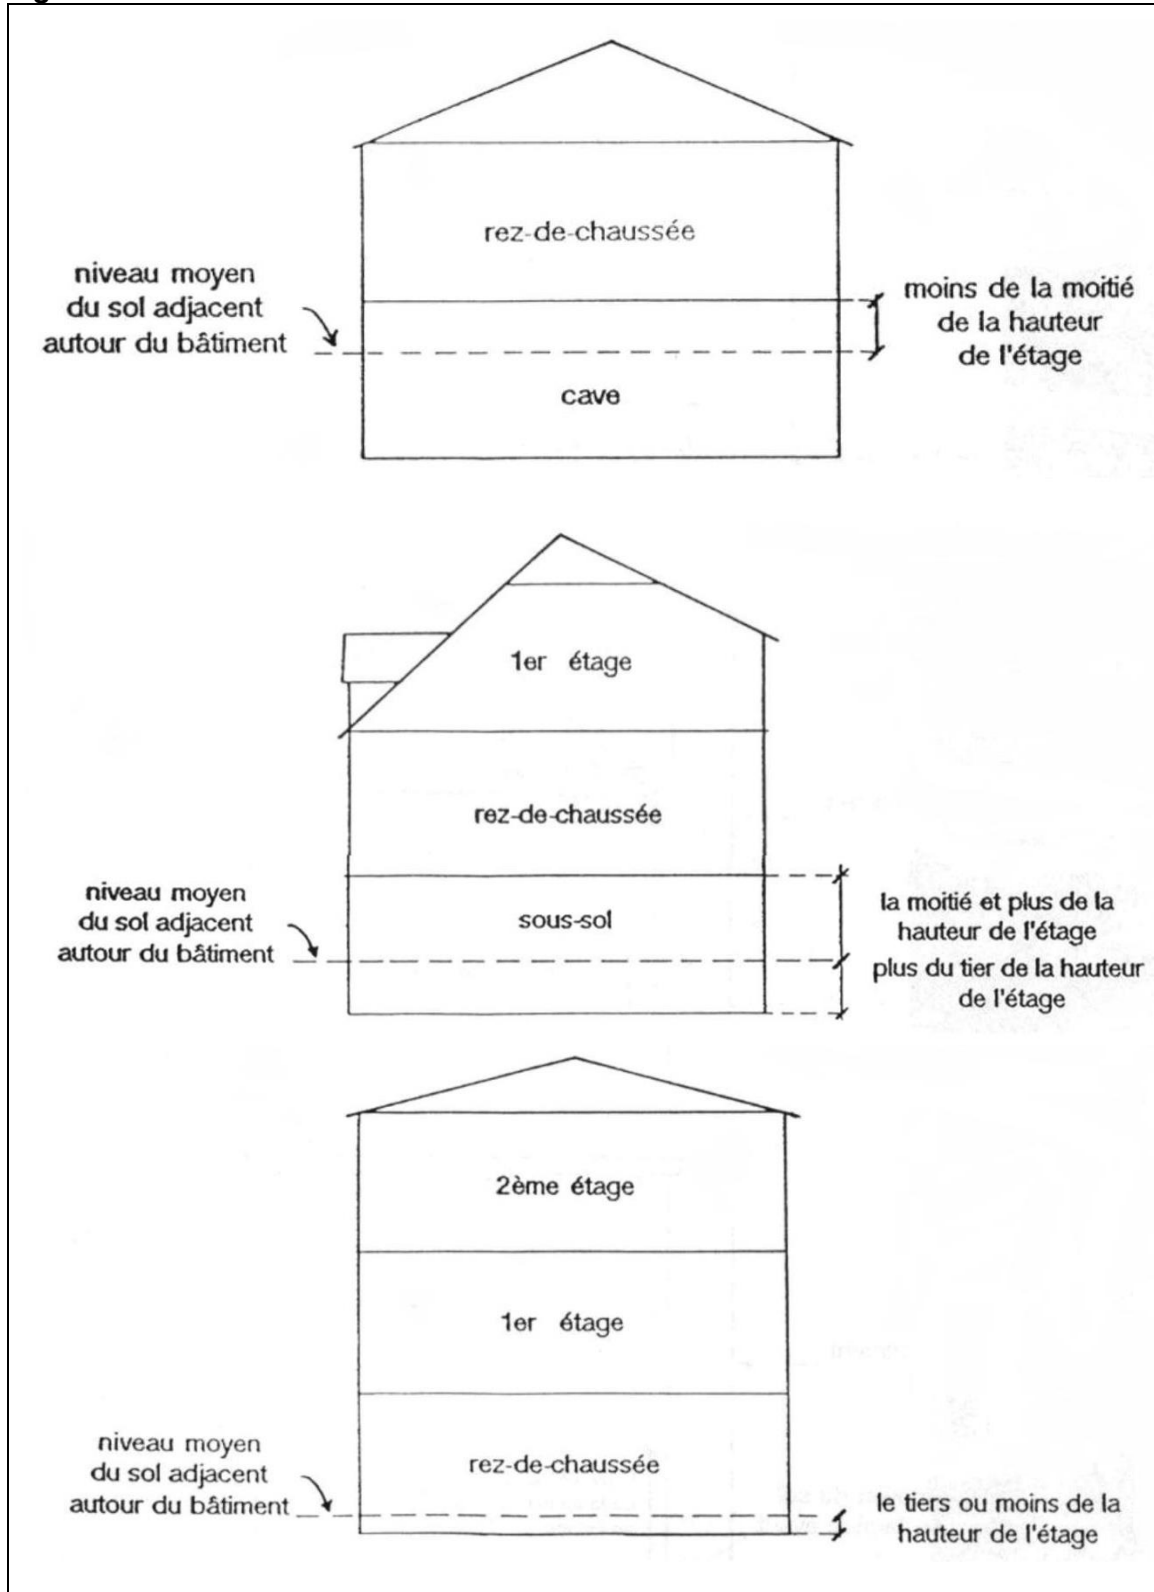 rez-de-chaussée
niveau moyen
du sol adjacent
autour du bâtiment
moins de la moitié
de la hauteur
de l'étage
cave
1er étage
rez-de-chaussée
niveau moyen
du sol adjacent
autour du bâtiment
sous-sol
la moitié et plus de la
hauteur de l'étage
plus du tier de la hauteur
de l'étage
2ème étage
1er étage
rez-de-chaussée
niveau moyen
du sol adjacent
autour du bâtiment
le tiers ou moins de la
hauteur de l'étage